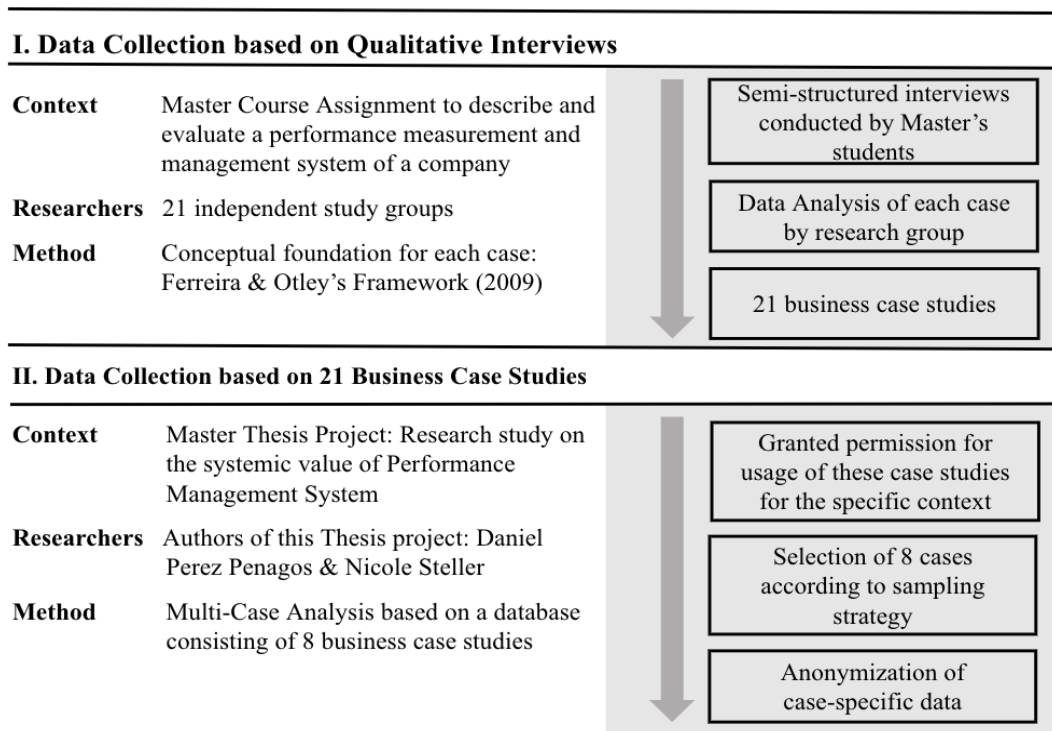 I. Data Collection based on Qualitative Interviews
Context
Master Course Assignment to describe and
evaluate a performance measurement and
management system of a company
Researchers
21 independent study groups
Method
Conceptual foundation for each case:
Ferreira & Otley's Framework (2009)
Semi-structured interviews
conducted by Master's
students
Data Analysis of each case
by research group
21 business case studies
II. Data Collection based on 21 Business Case Studies
Context
Master Thesis Project: Research study on
the systemic value of Performance
Management System
Researchers
Authors of this Thesis project: Daniel
Perez Penagos & Nicole Steller
Method
Multi-Case Analysis based on a database
consisting of 8 business case studies
Granted permission for
usage of these case studies
for the specific context
Selection of 8 cases
according to sampling
strategy
Anonymization of
case-specific data